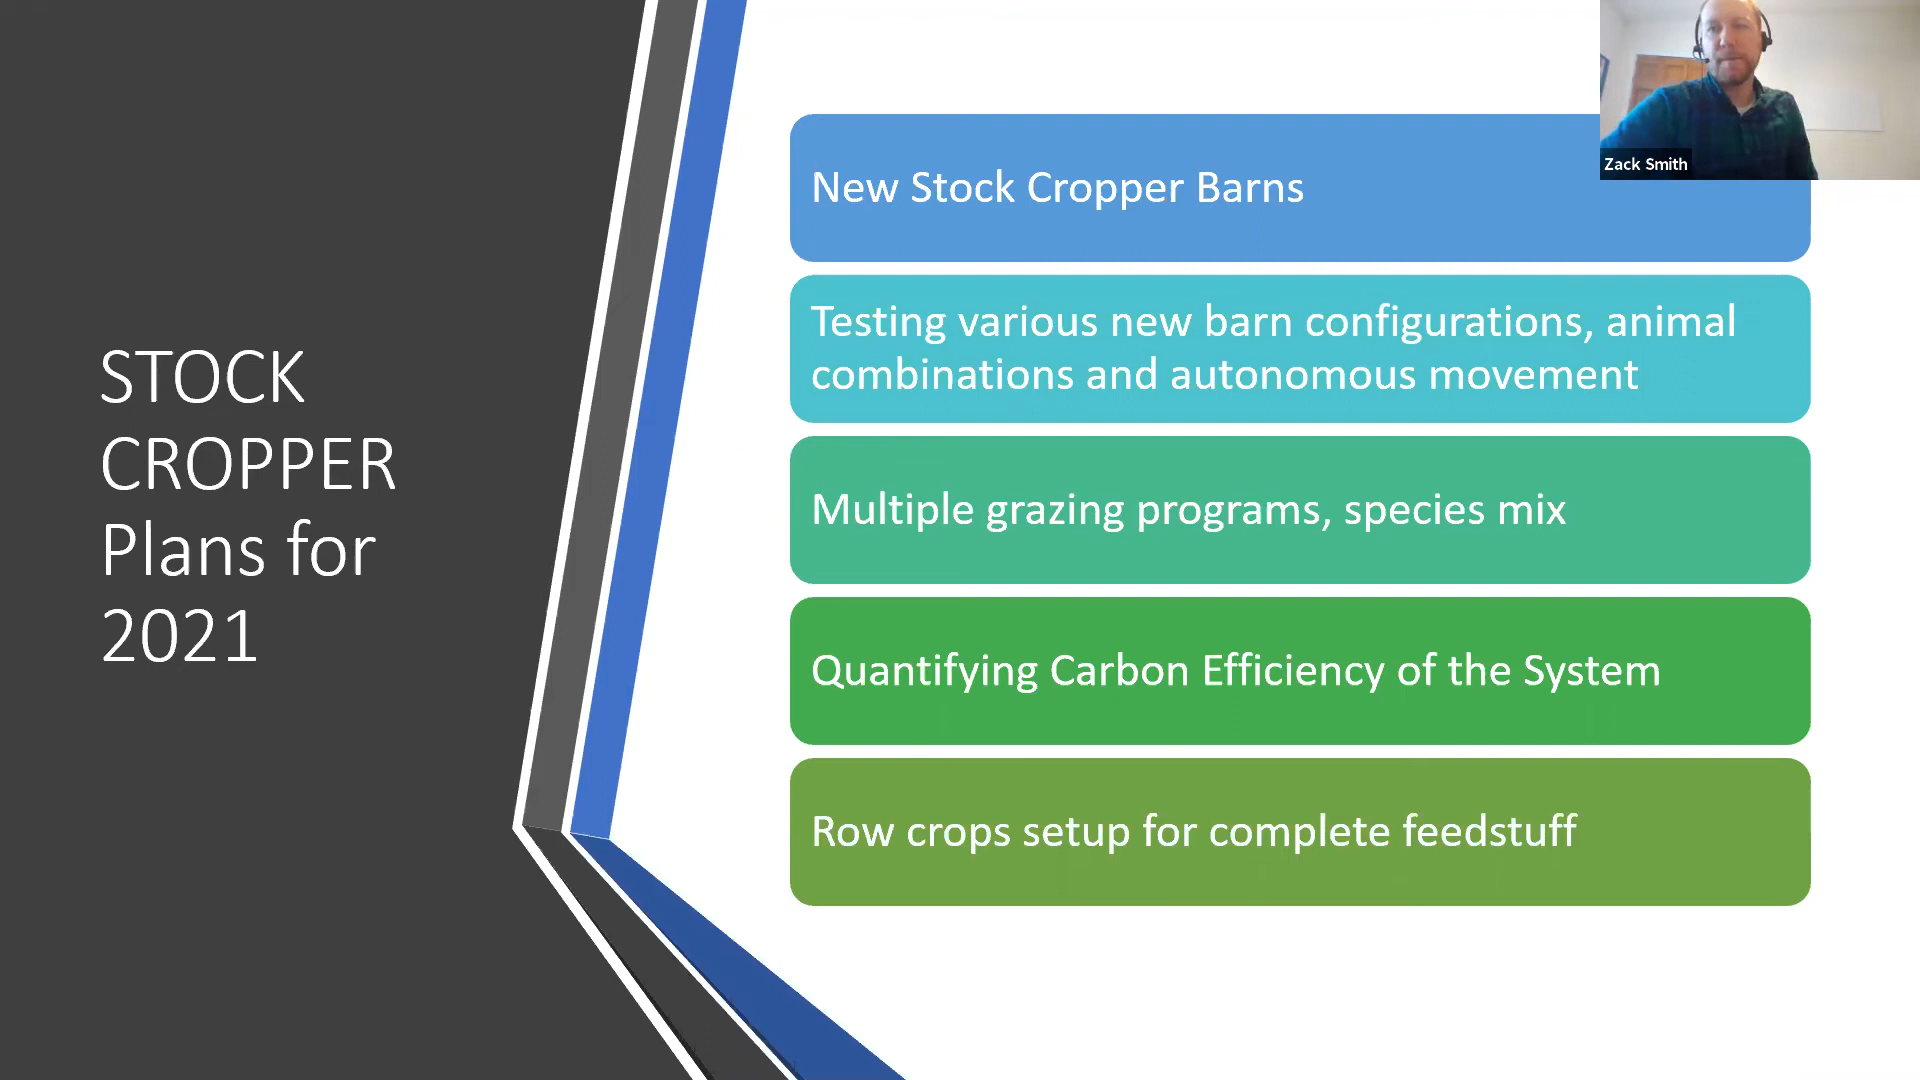 STOCK
CROPPER
Plans for
2021
New Stock Cropper Barns
Testing various new barn configurations, animal
combinations and autonomous movement
Multiple grazing programs, species mix
Quantifying Carbon Efficiency of the System
Row crops setup for complete feedstuff
Zack Smith